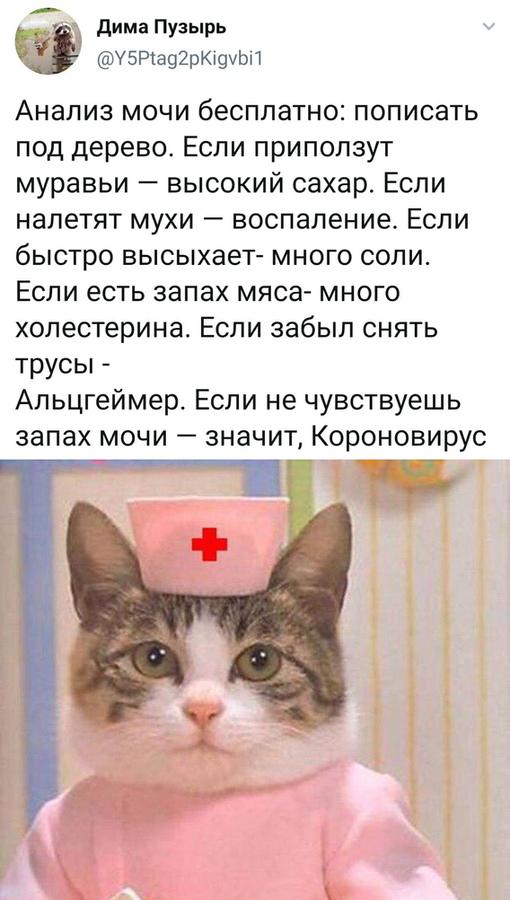 Дима Пузырь
@Y5Ptag2pKigvbi1
Анализ мочи бесплатно: пописать
под дерево. Если приползут
муравьи — высокий сахар. Если
налетят мухи — воспаление. Если
быстро высыхает- много соли.
Если есть запах мяса- много
холестерина. Если забыл снять
трусы -
Альцгеймер. Если не чувствуешь
запах мочи — значит, Короновирус